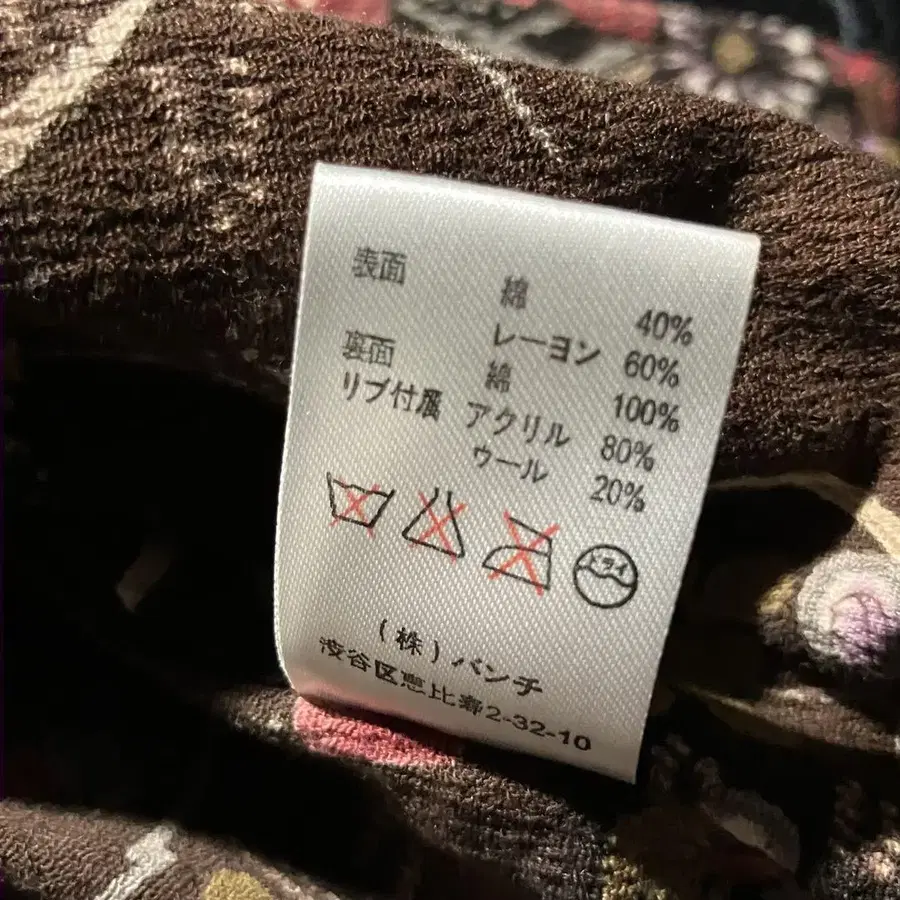 表面 綿 40%
レーヨン 60%
裏面 綿 100%
リブ付属 アクリル 80%
ウール 20%
ドライ
(株)パンチ
渋谷区恵比寿2-32-10